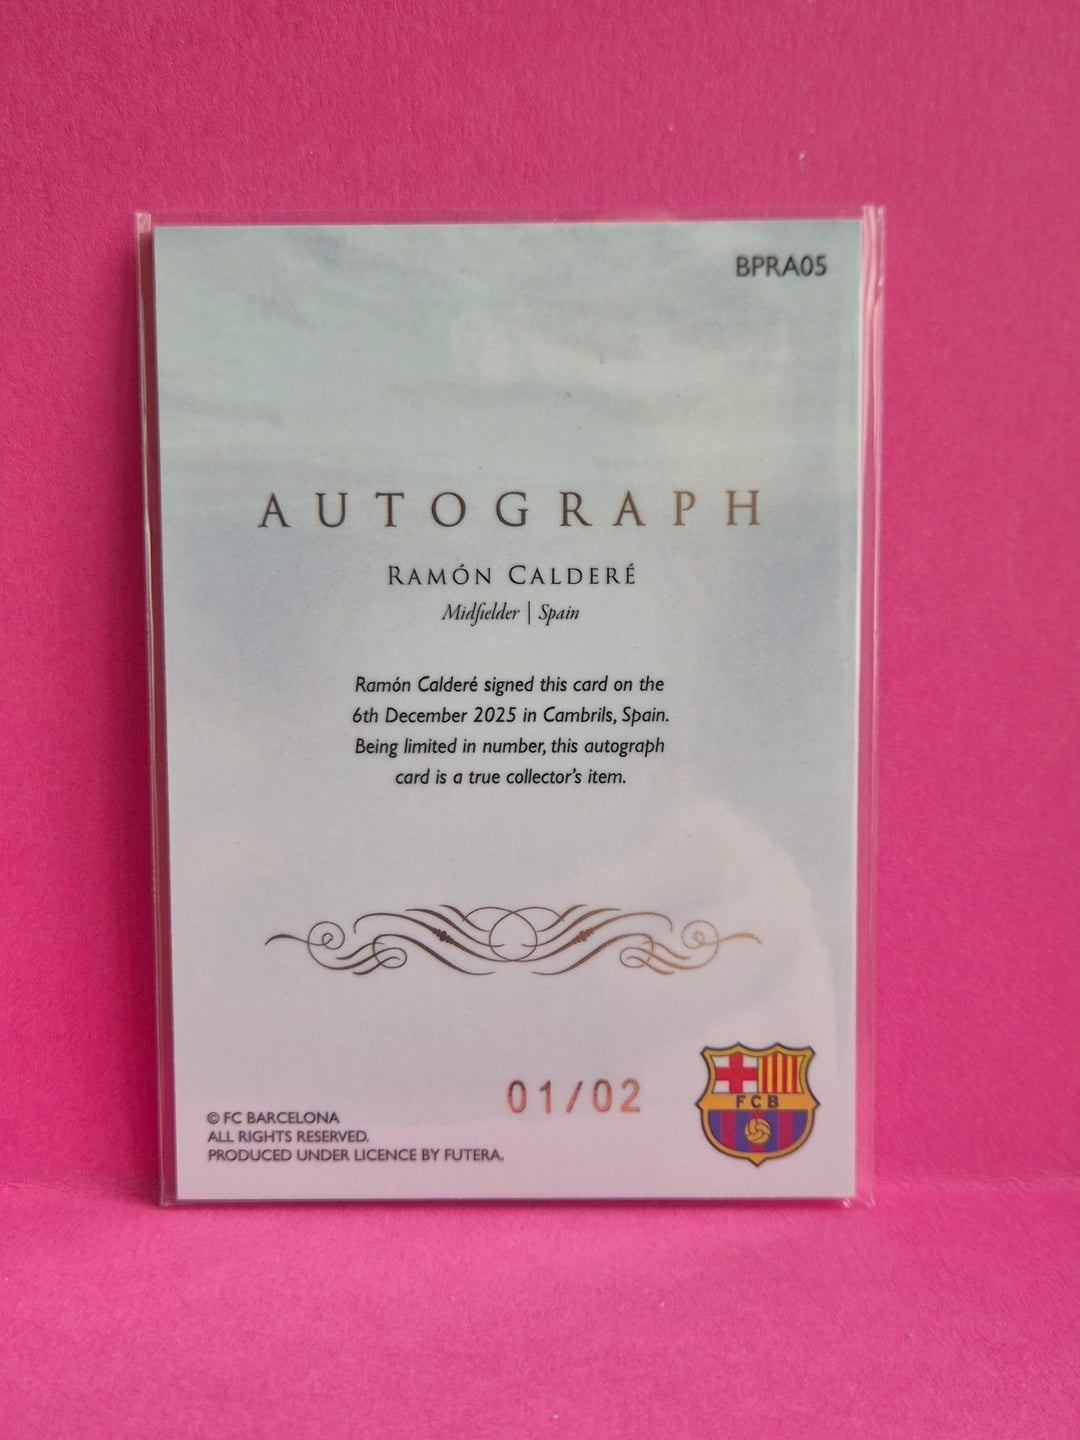 BPRA05
AUTOGRAPH
RAMÓN CALDERÉ
Midfielder | Spain
Ramón Calderé signed this card on the
6th December 2025 in Cambrils, Spain.
Being limited in number, this autograph
card is a true collector's item.
01/02
FCB
© FC BARCELONA
ALL RIGHTS RESERVED.
PRODUCED UNDER LICENCE BY FUTERA.